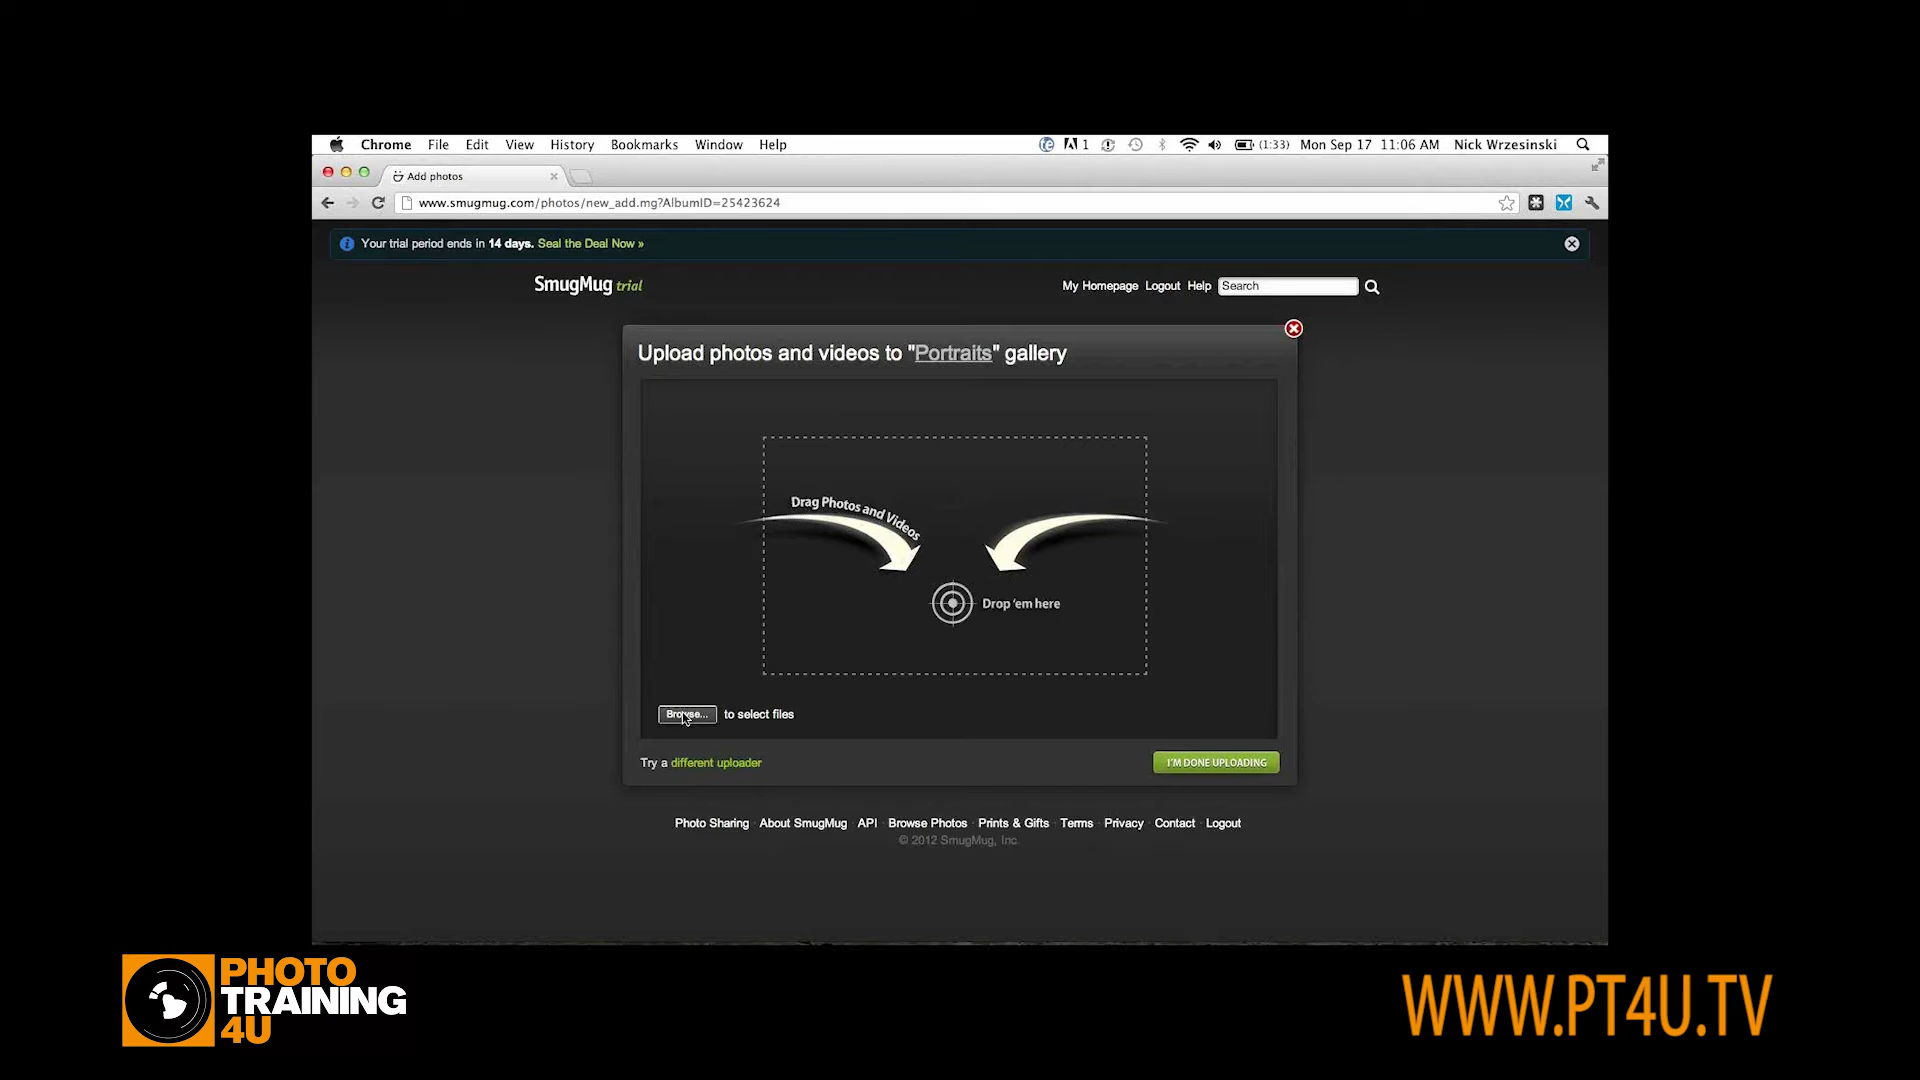 Chrome File Edit View History Bookmarks Window Help 1 (1:33) Mon Sep 17 11:06 AM Nick Wrzesinski
Add photos
www.smugmug.com/photos/new_add.mg?AlbumID=25423624
Your trial period ends in 14 days. Seal the Deal Now »
SmugMug trial My Homepage Logout Help Search
Upload photos and videos to "Portraits" gallery
Drag Photos and Videos
Drop 'em here
Browse... to select files
Try a different uploader I'M DONE UPLOADING
Photo Sharing · About SmugMug · API · Browse Photos · Prints & Gifts · Terms · Privacy · Contact · Logout
© 2012 SmugMug, Inc.
PHOTO
TRAINING
4U
WWW.PT4U.TV